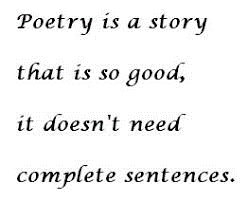 Poetry is a story
that is so good,
it doesn't need
complete sentences.